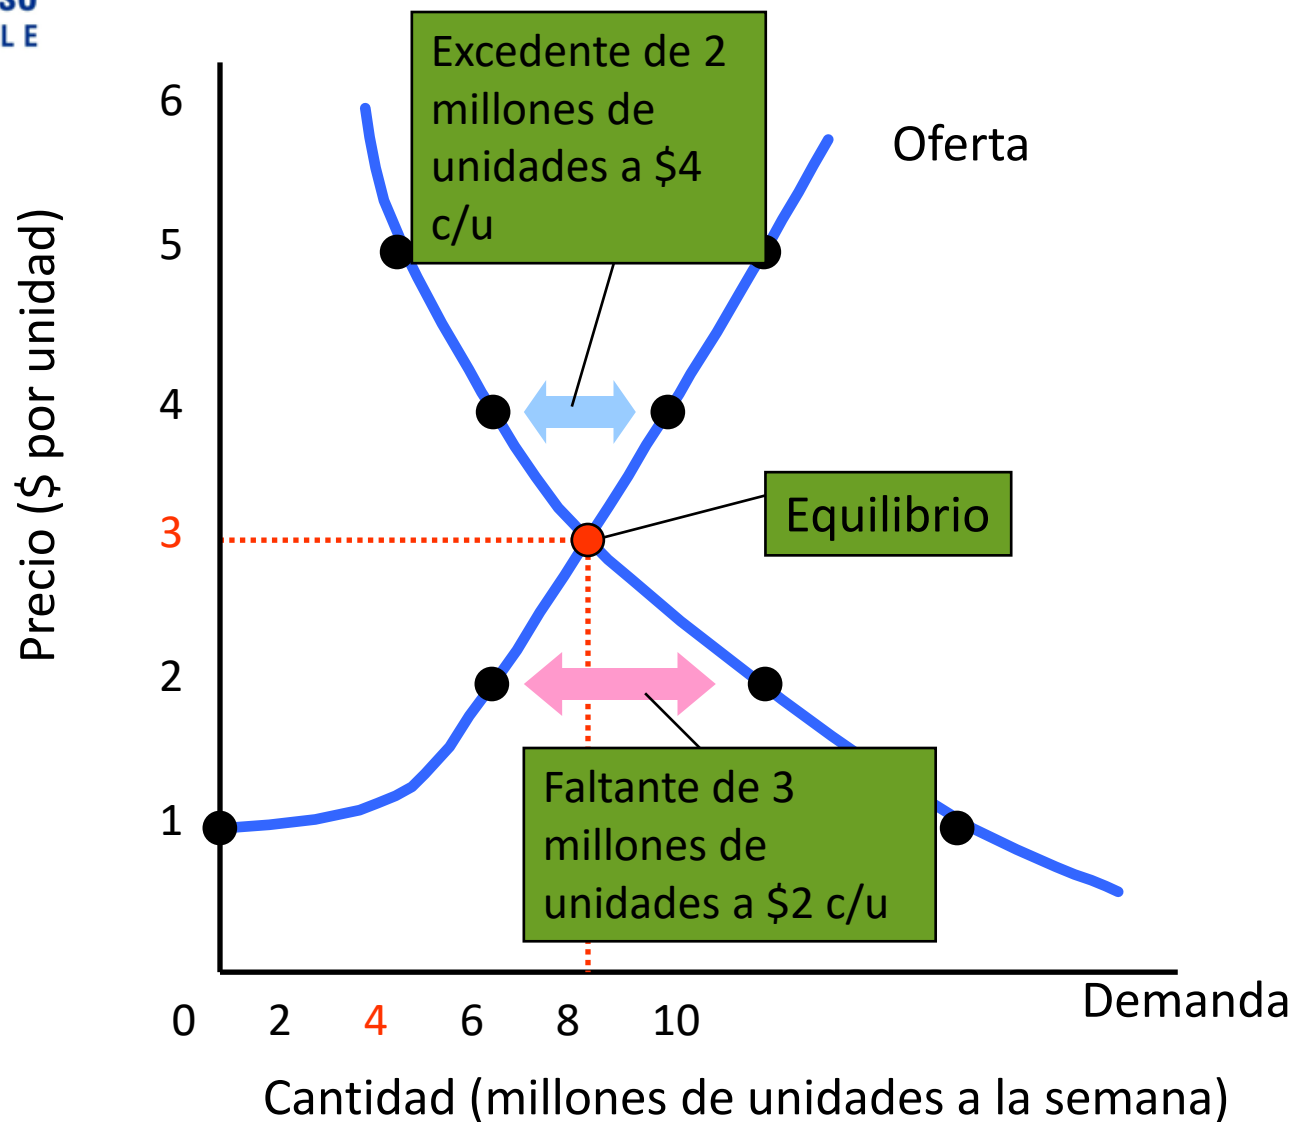 LE
Excedente de 2
millones de
unidades a $4
c/u
Oferta
Precio ($ por unidad)
6
5
4
3
2
1
Equilibrio
Faltante de 3
millones de
unidades a $2 c/u
Demanda
0 2 4 6 8 10
Cantidad (millones de unidades a la semana)